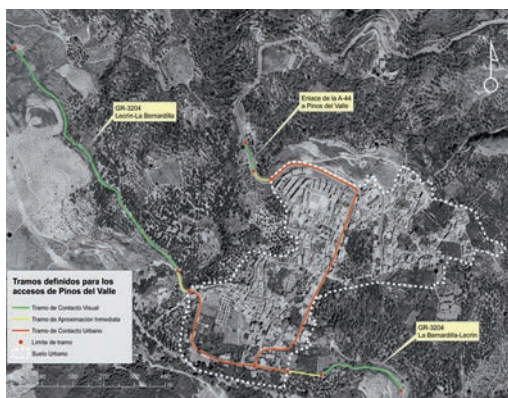 GR-3204
Lecrín-La Bernardilla
Enlace de la A-44
a Pinos del Valle
Tramos definidos para los
accesos de Pinos del Valle
Tramo de Contacto Visual
Tramo de Aproximación Inmediata
Tramo de Contacto Urbano
Límite de tramo
Suelo Urbano
GR-3204
La Bernardilla-Lecrín